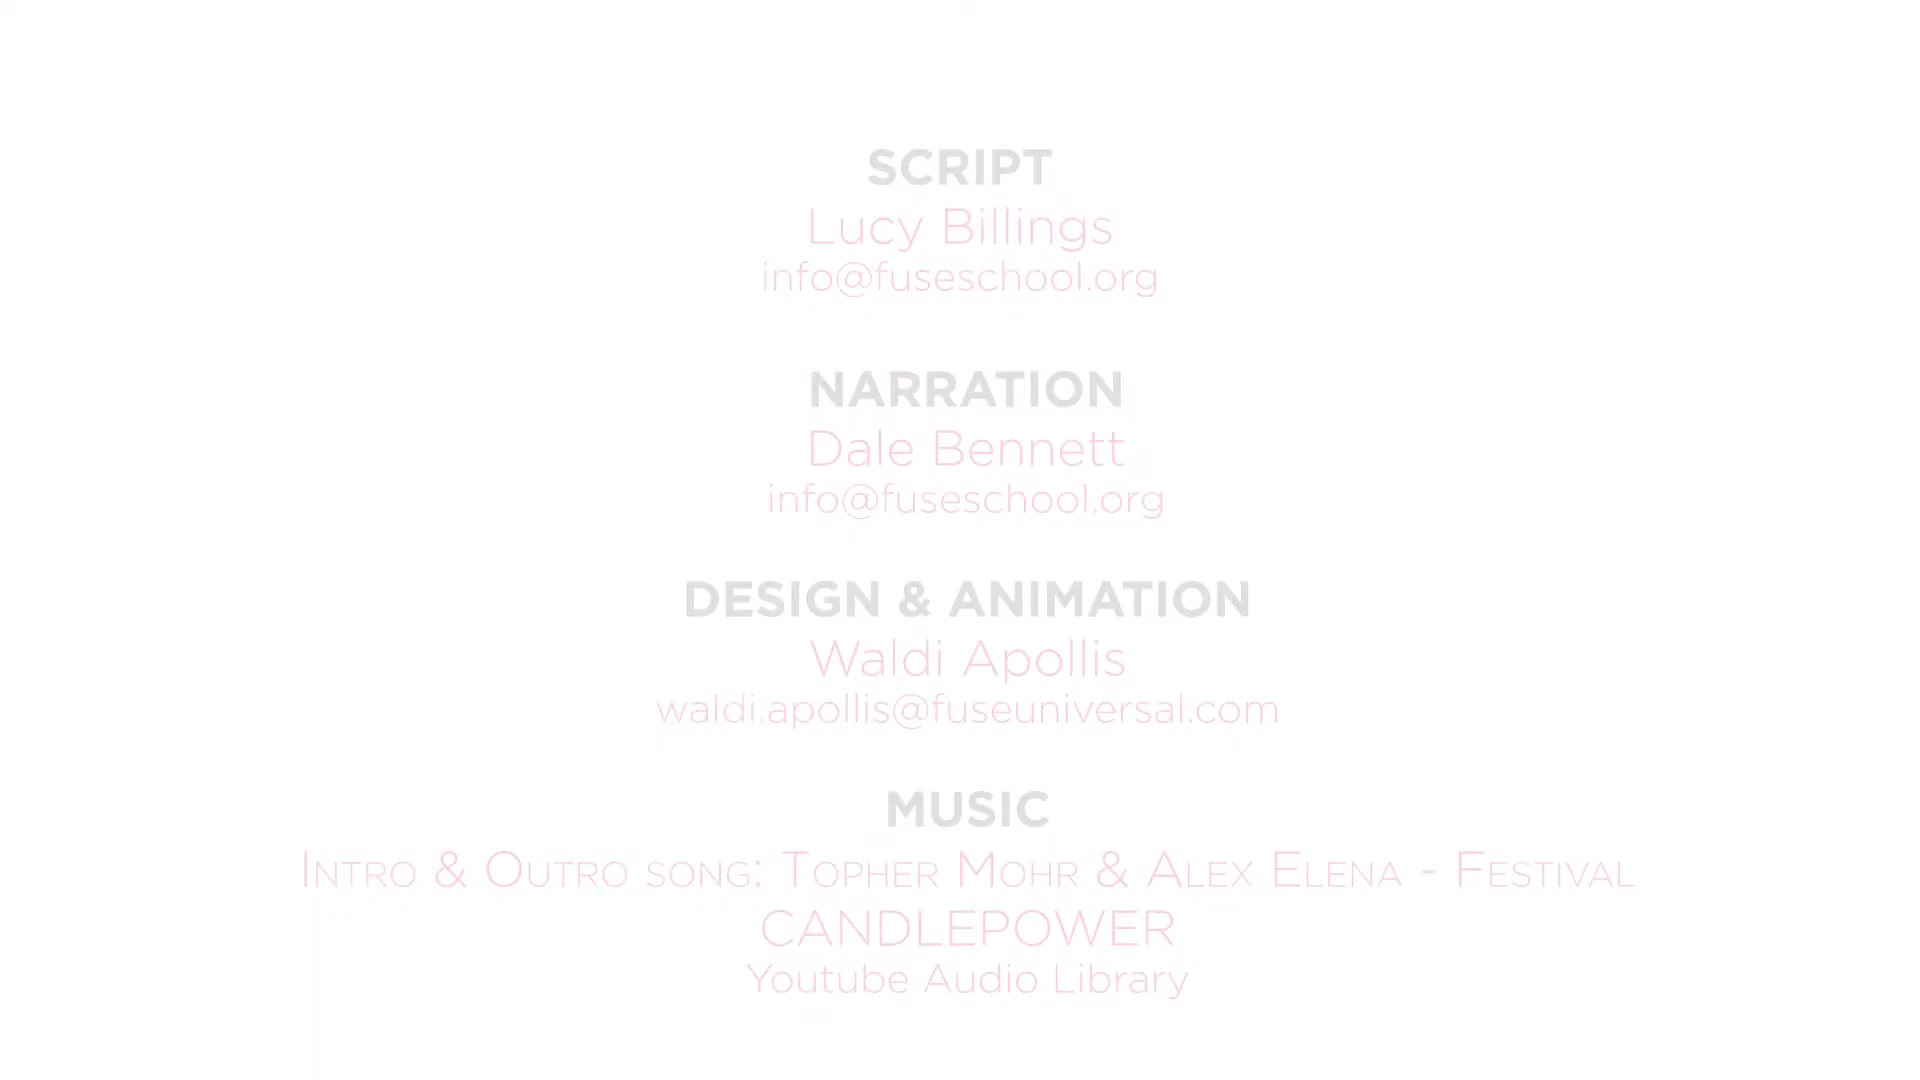 SCRIPT
Lucy Billings
info@fuseschool.org
NARRATION
Dale Bennett
info@fuseschool.org
DESIGN & ANIMATION
Waldi Apollis
waldi.apollis@fuseuniversal.com
MUSIC
Intro & Outro song: Topher Mohr & Alex Elena - Festival
CANDLEPOWER
Youtube Audio Library